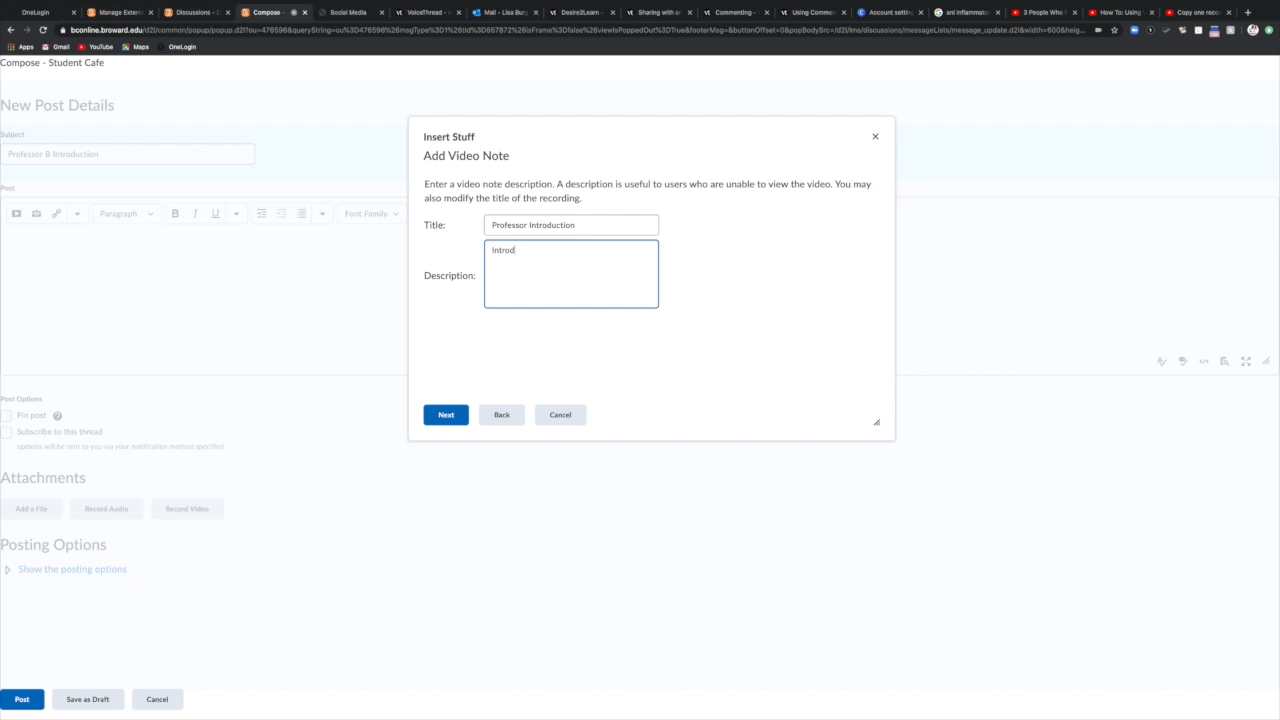 OneLogin
Manage Extern
Discussions - D
Compose -
Social Media
VoiceThread -
Mail - Lisa Burg
Desire2Learn -
Sharing with an
Commenting -
Using Commen
Account settin
anl inflammator
3 People Who
How To: Using
Copy one reco
Apps
Gmail
YouTube
Maps
OneLogin
Compose - Student Cafe
New Post Details
Subject
Professor B Introduction
Post
Paragraph
B I U
Font Family
Insert Stuff
Add Video Note
Enter a video note description. A description is useful to users who are unable to view the video. You may
also modify the title of the recording.
Title:
Professor Introduction
Introd
Description:
Next
Back
Cancel
Post Options
Pin post
Subscribe to this thread
updates will be sent to you via your notification method specified
Attachments
Add a File
Record Audio
Record Video
Posting Options
Show the posting options
Post
Save as Draft
Cancel